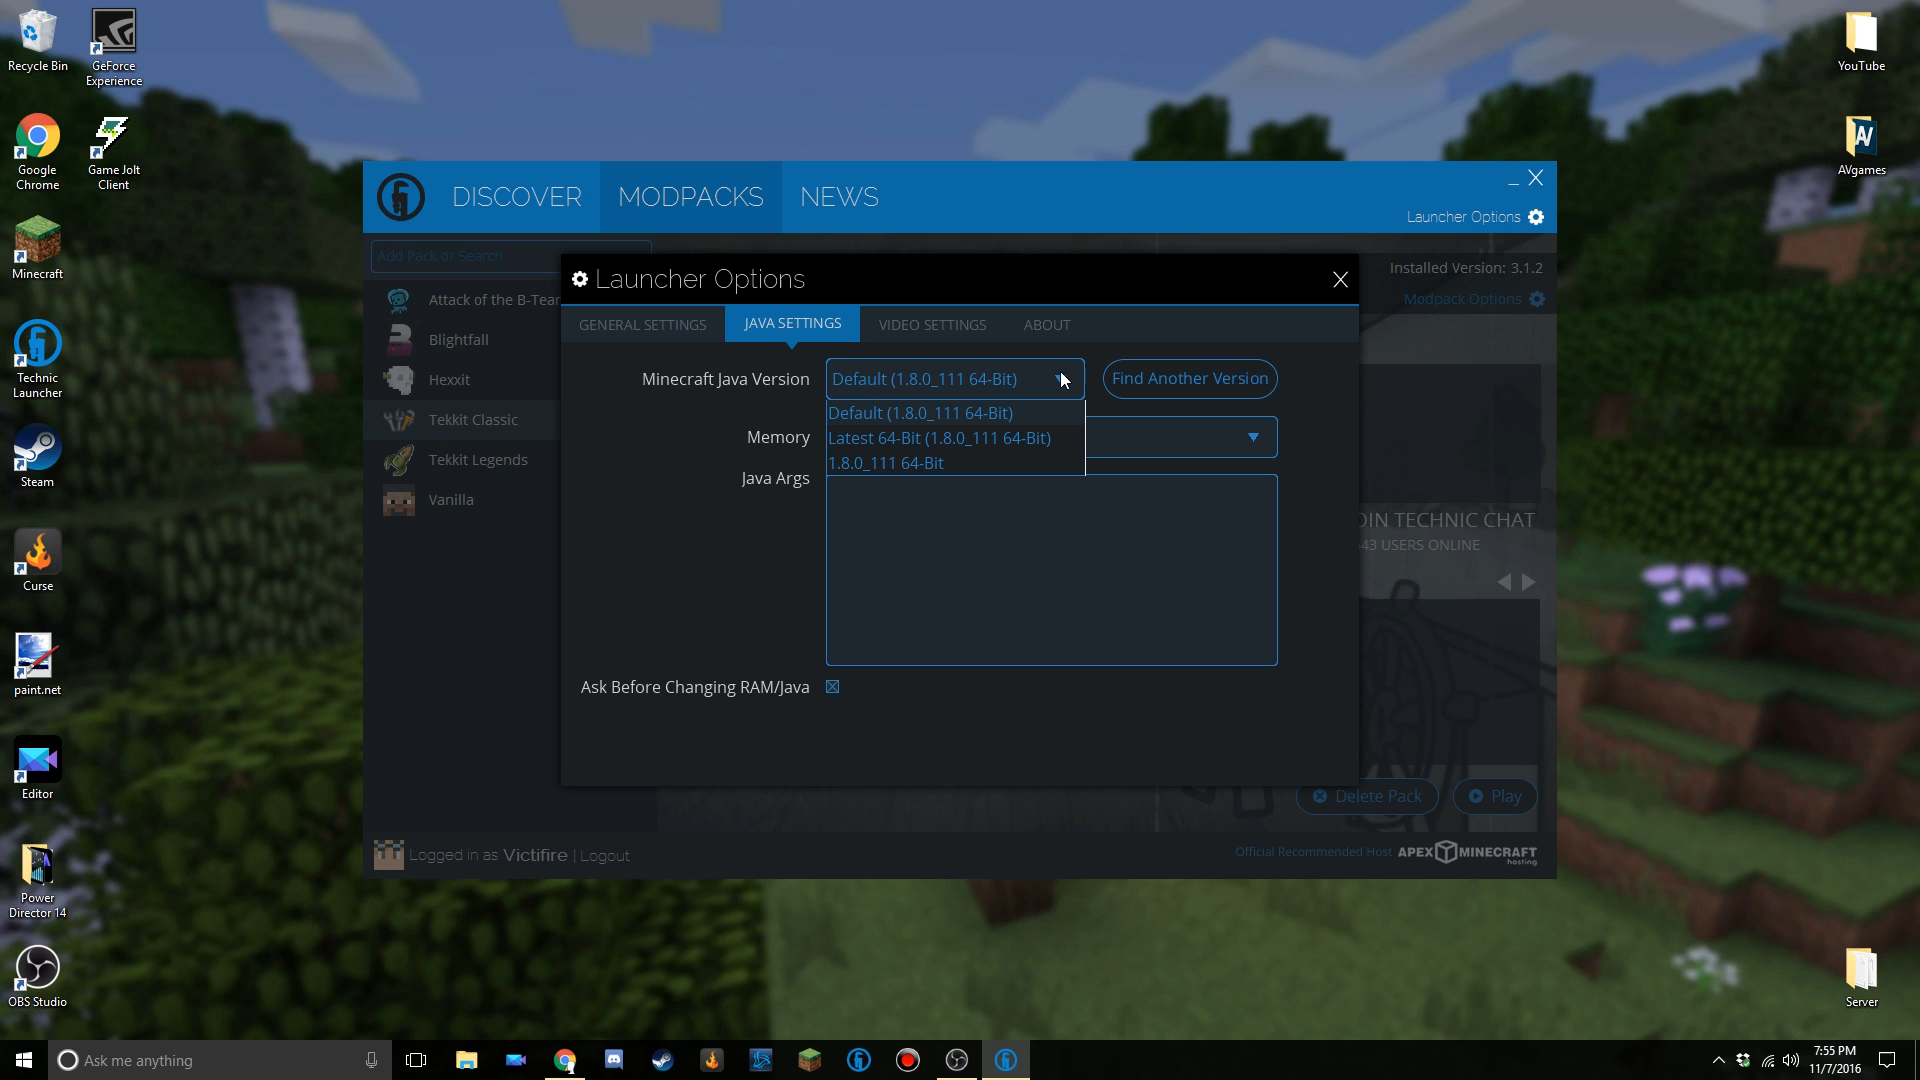 Recycle Bin
GeForce
Experience
Google
Chrome
Game Jolt
Client
Minecraft
Technic
Launcher
Steam
Curse
paint.net
Editor
Power
Director 14
OBS Studio
YouTube
AV
AVgames
Server
DISCOVER
MODPACKS
NEWS
_ X
Launcher Options
Add Pack or Search
Installed Version: 3.1.2
Modpack Options
Attack of the B-Tea
Blightfall
Hexxit
Tekkit Classic
Tekkit Legends
Vanilla
Launcher Options
X
GENERAL SETTINGS
JAVA SETTINGS
VIDEO SETTINGS
ABOUT
Minecraft Java Version
Default (1.8.0_111 64-Bit)
Find Another Version
Default (1.8.0_111 64-Bit)
Latest 64-Bit (1.8.0_111 64-Bit)
1.8.0_111 64-Bit
Memory
Java Args
Ask Before Changing RAM/Java
OIN TECHNIC CHAT
43 USERS ONLINE
Delete Pack
Play
Logged in as Victifire | Logout
Official Recommended Host APEX MINECRAFT
hosting
Ask me anything
7:55 PM
11/7/2016